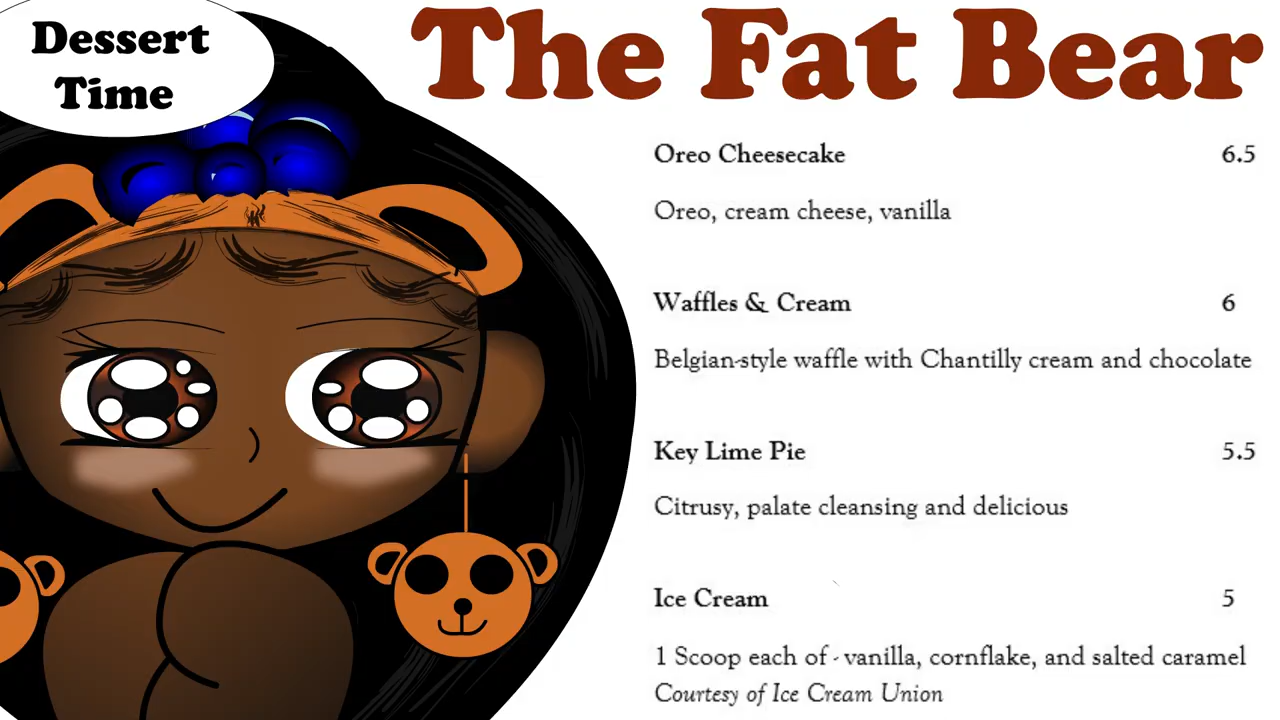 Dessert
Time
The Fat Bear
Oreo Cheesecake 6.5
Oreo, cream cheese, vanilla
Waffles & Cream 6
Belgian-style waffle with Chantilly cream and chocolate
Key Lime Pie 5.5
Citrusy, palate cleansing and delicious
Ice Cream 5
1 Scoop each of - vanilla, cornflake, and salted caramel
Courtesy of Ice Cream Union